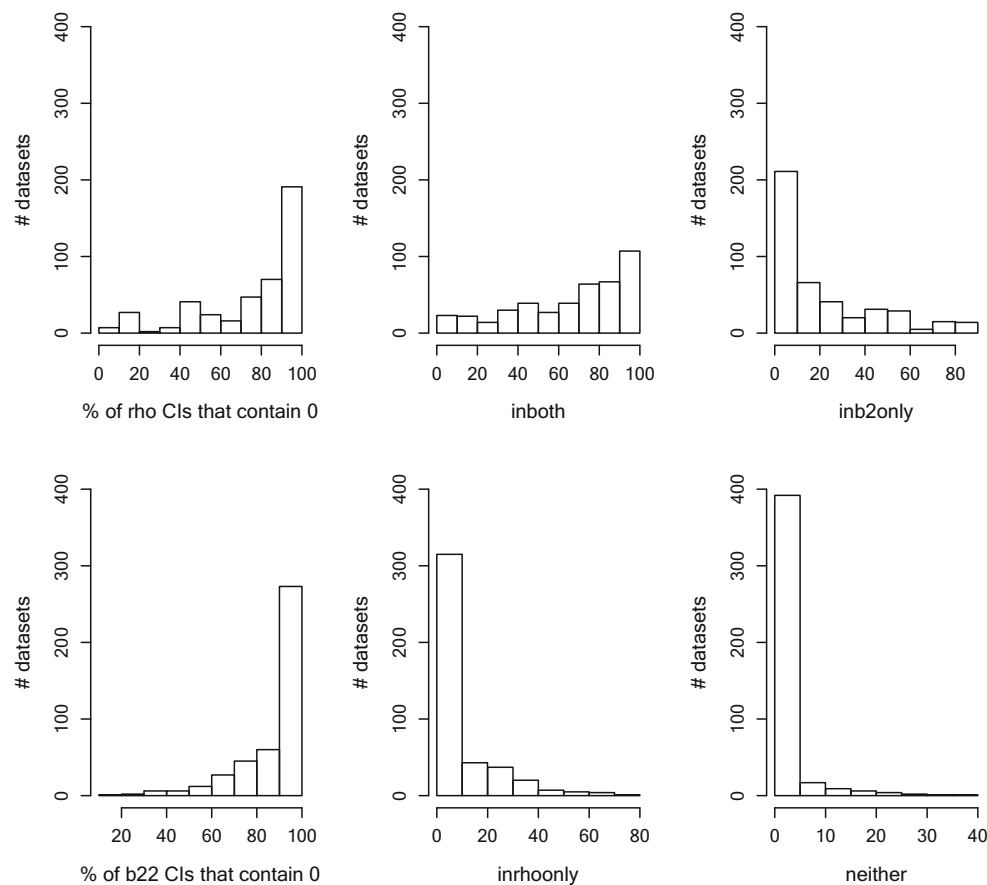 # datasets
0 100 200 300 400
0 20 40 60 80 100
% of rho CIs that contain 0
# datasets
0 100 200 300 400
0 20 40 60 80 100
inboth
# datasets
0 100 200 300 400
0 20 40 60 80
inb2only
# datasets
0 100 200 300 400
20 40 60 80 100
% of b22 CIs that contain 0
# datasets
0 100 200 300 400
0 20 40 60 80
inrhoonly
# datasets
0 100 200 300 400
0 10 20 30 40
neither